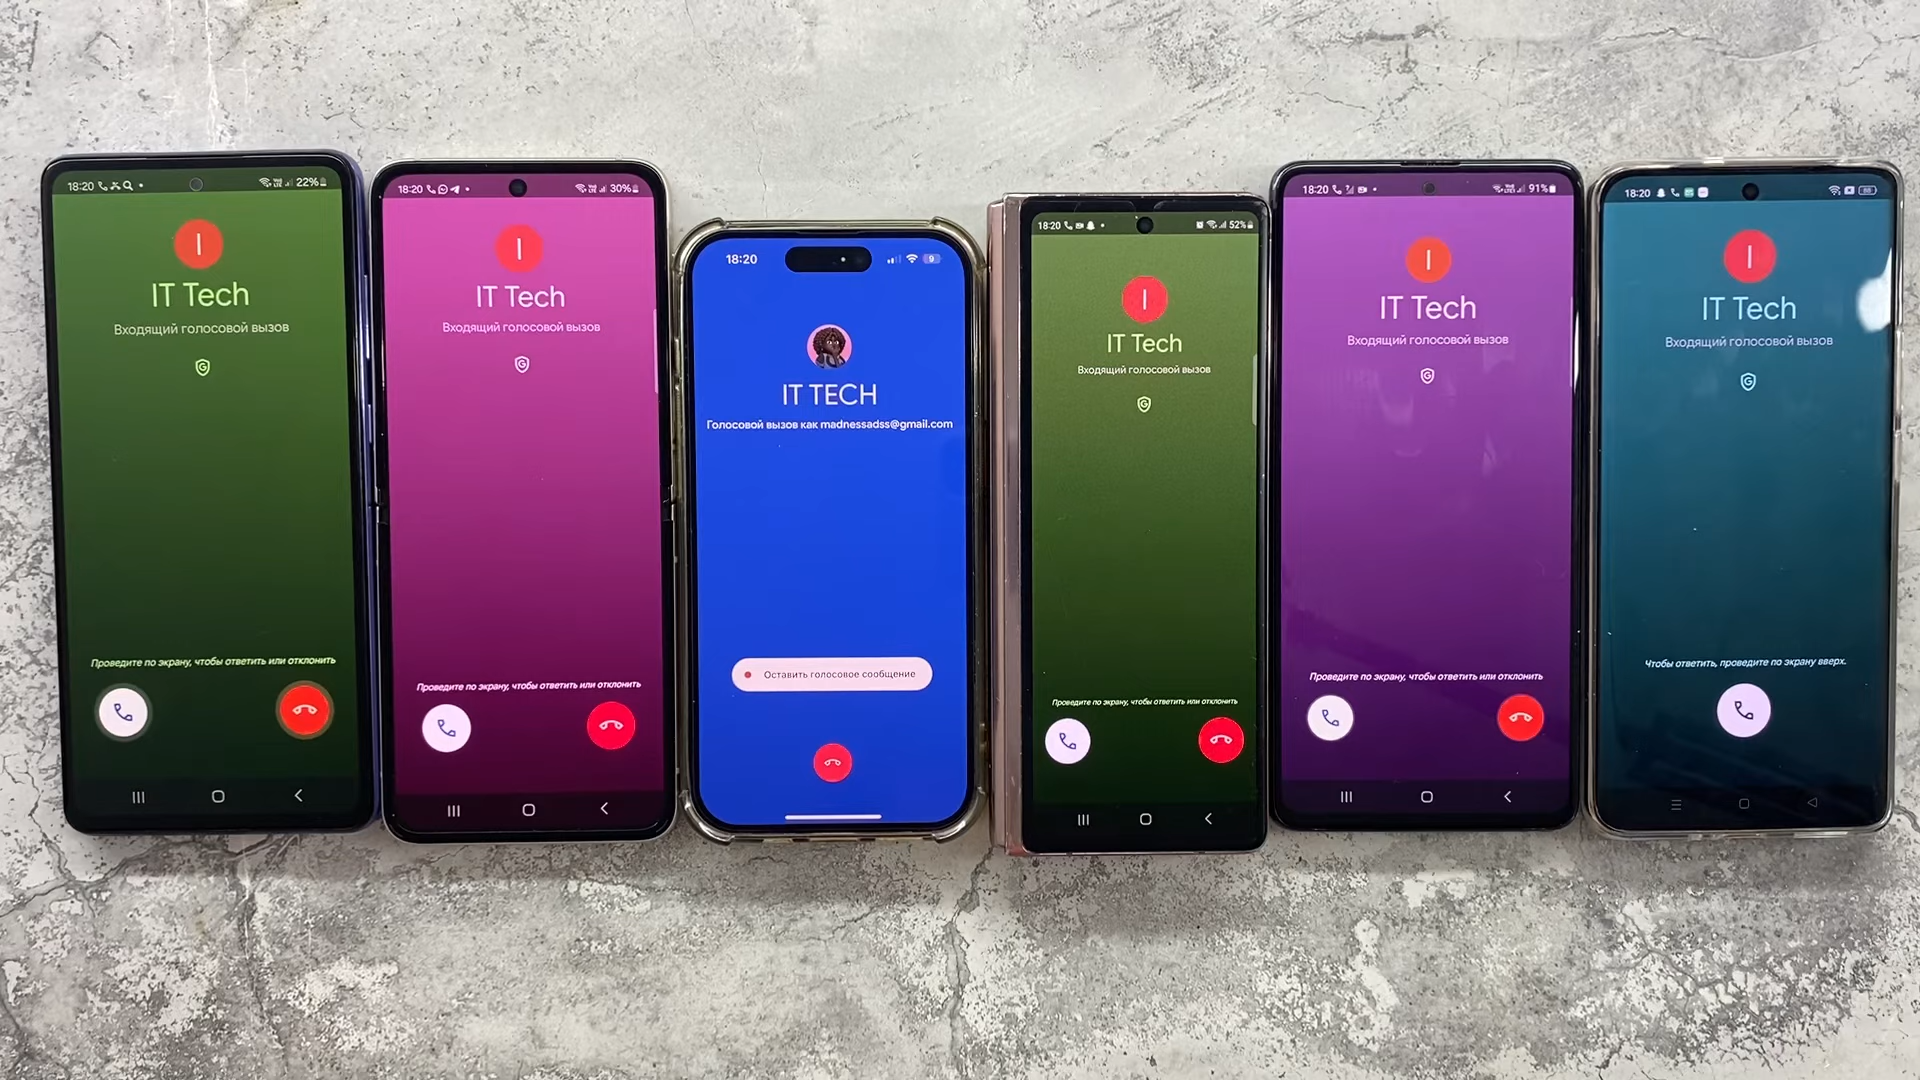 18:20 22%
IT Tech
Входящий голосовой вызов
Проведите по экрану, чтобы ответить или отклонить
18:20 30%
IT Tech
Входящий голосовой вызов
Проведите по экрану, чтобы ответить или отклонить
18:20 9
IT TECH
Голосовой вызов как madnessadss@gmail.com
Оставить голосовое сообщение
18:20 52%
IT Tech
Входящий голосовой вызов
Проведите по экрану, чтобы ответить или отклонить
18:20 91%
IT Tech
Входящий голосовой вызов
Проведите по экрану, чтобы ответить или отклонить
18:20
IT Tech
Входящий голосовой вызов
Чтобы ответить, проведите по экрану вверх.